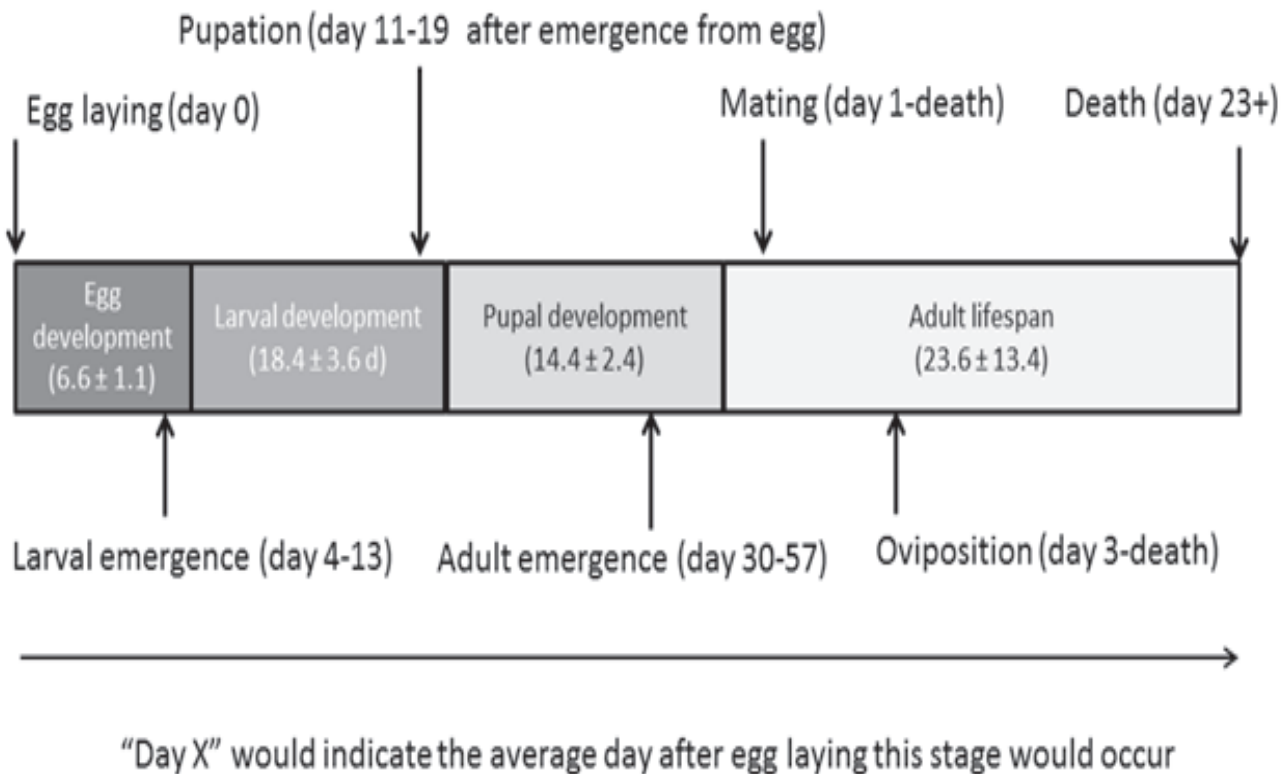 Pupation (day 11-19 after emergence from egg)
Egg laying (day 0)
Mating (day 1-death)
Death (day 23+)
Egg
development
(6.6 ± 1.1)
Larval development
(18.4 ± 3.6 d)
Pupal development
(14.4 ± 2.4)
Adult lifespan
(23.6 ± 13.4)
Larval emergence (day 4-13)
Adult emergence (day 30-57)
Oviposition (day 3-death)
“Day X” would indicate the average day after egg laying this stage would occur